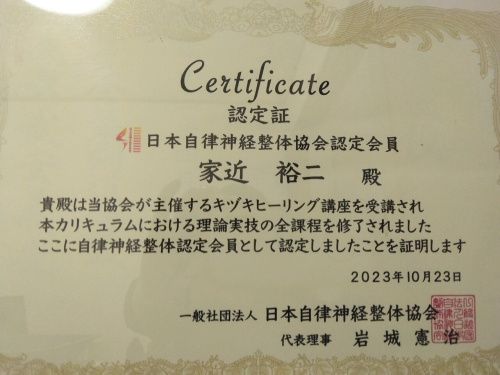 Certificate
認定証
日本自律神経整体協会認定会員
家近 裕二 殿
貴殿は当協会が主催するキヅキヒーリング講座を受講され
本カリキュラムにおける理論実技の全課程を修了されました
ここに自律神経整体認定会員として認定しましたことを証明します
2023年10月23日
一般社団法人 日本自律神経整体協会
代表理事 岩城 憲治